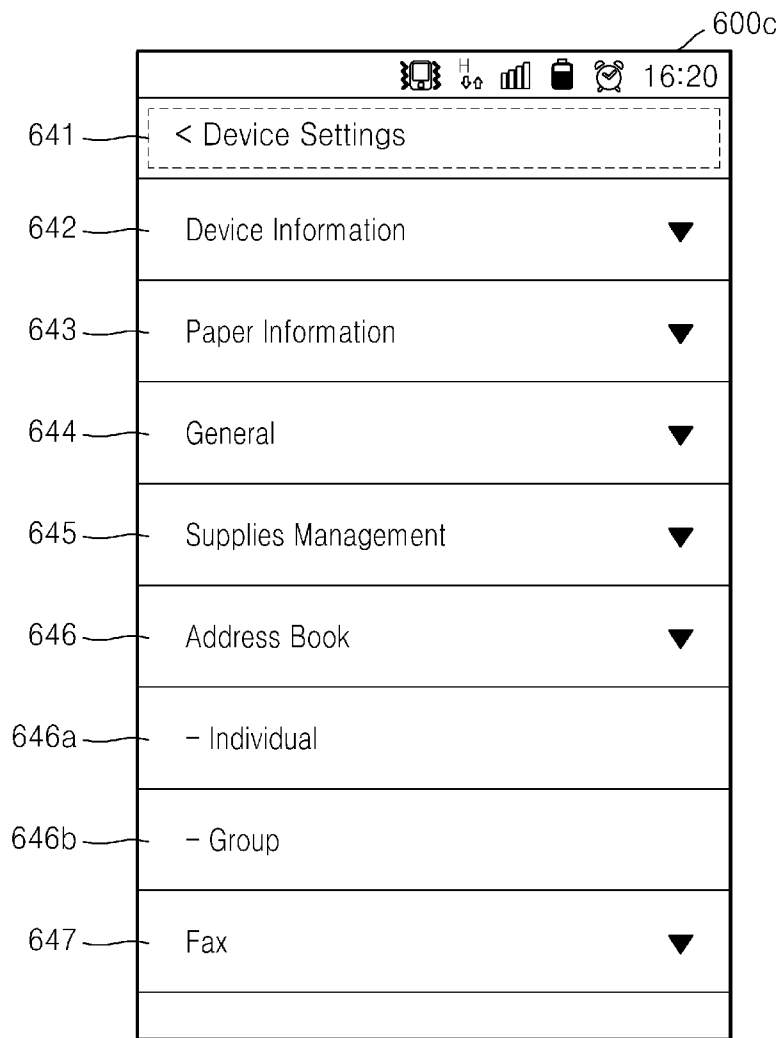 600c
H 16:20
641 < Device Settings
642 Device Information ▼
643 Paper Information ▼
644 General ▼
645 Supplies Management ▼
646 Address Book ▼
646a - Individual
646b - Group
647 Fax ▼